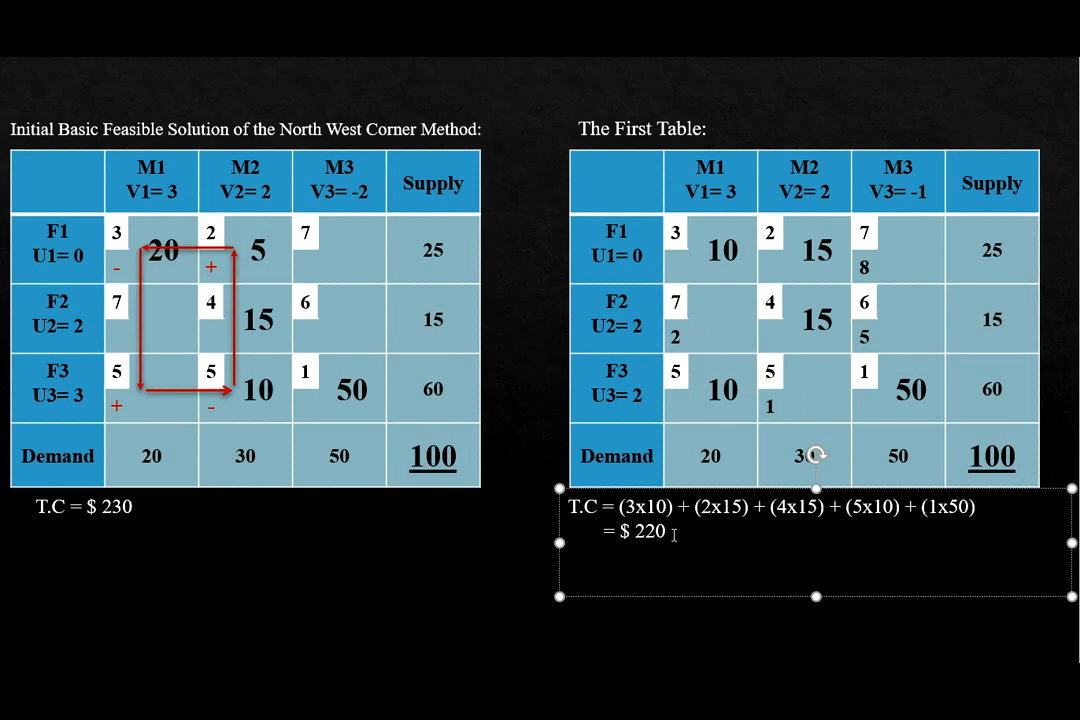 Initial Basic Feasible Solution of the North West Corner Method:
M1 M2 M3 Supply
V1= 3 V2= 2 V3= -2
F1 3 20 2 5 7 25
U1= 0 - +
F2 7 4 15 6 15
U2= 2
F3 5 5 10 1 50 60
U3= 3 + -
Demand 20 30 50 100
T.C = $ 230
The First Table:
M1 M2 M3 Supply
V1= 3 V2= 2 V3= -1
F1 3 10 2 15 7 25
U1= 0 8
F2 7 4 15 6 15
U2= 2 2 5
F3 5 10 5 1 50 60
U3= 2 1
Demand 20 30 50 100
T.C = (3x10) + (2x15) + (4x15) + (5x10) + (1x50)
= $ 220